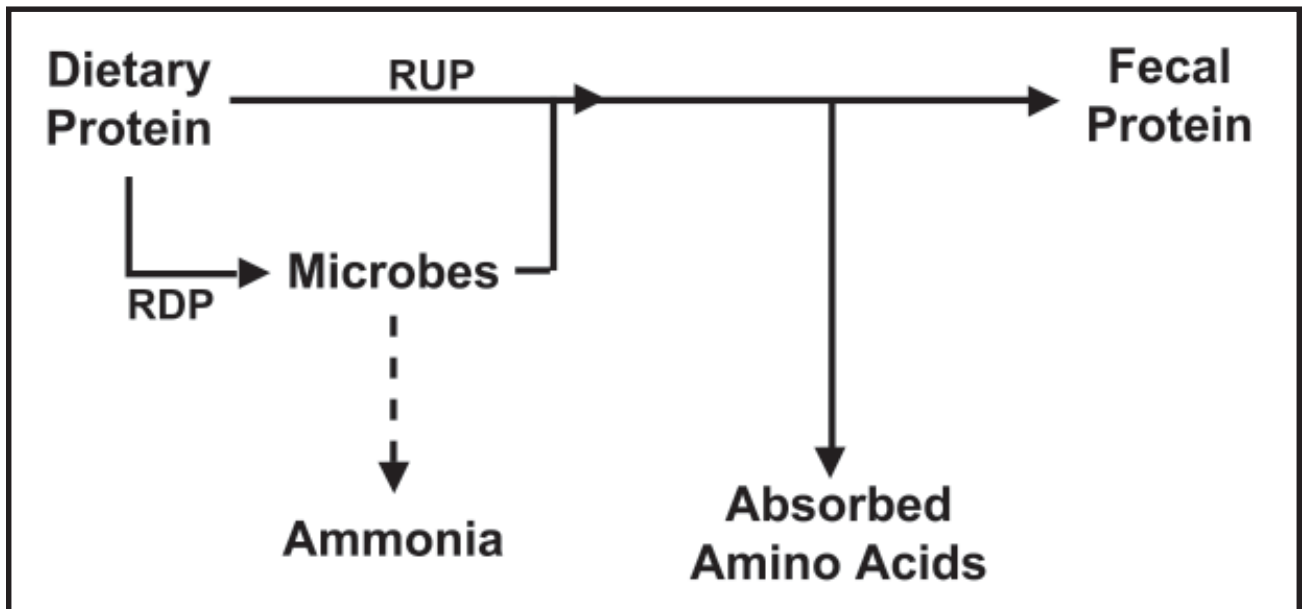 Dietary
Protein
RUP
Fecal
Protein
RDP
Microbes
Ammonia
Absorbed
Amino Acids